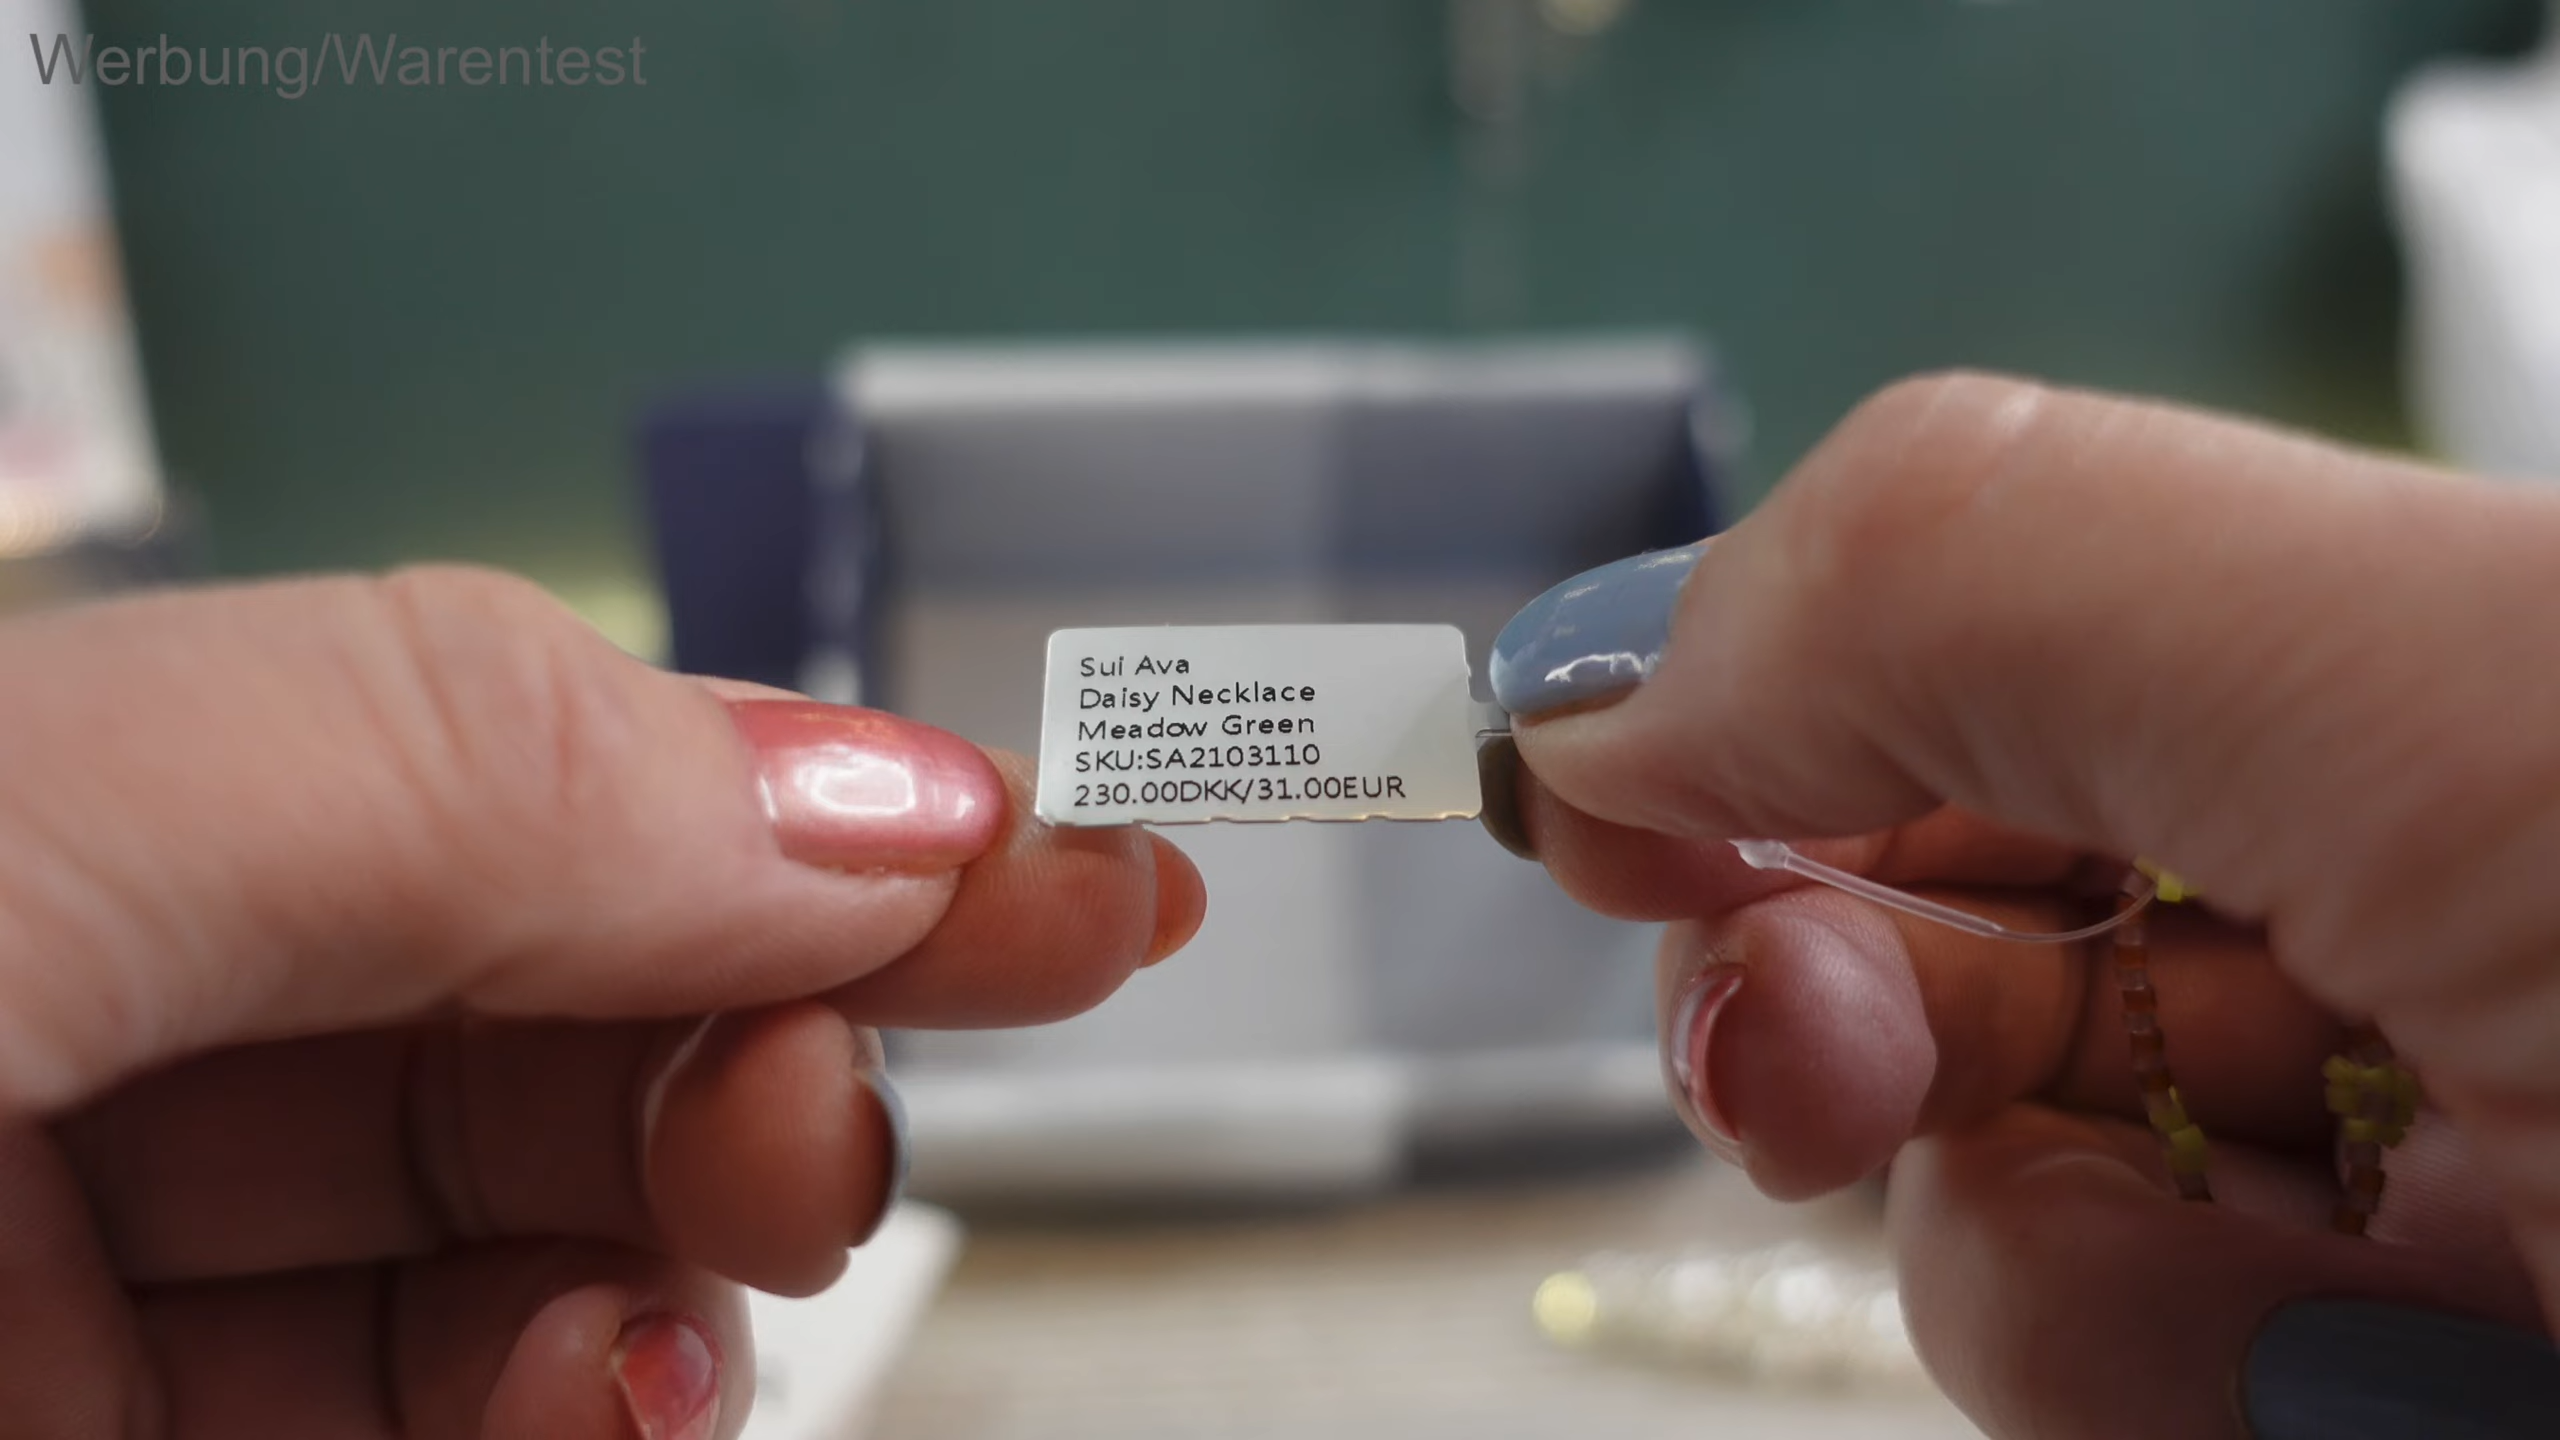 Werbung/Warentest
Sui Ava
Daisy Necklace
Meadow Green
SKU:SA2103110
230.00DKK/31.00EUR